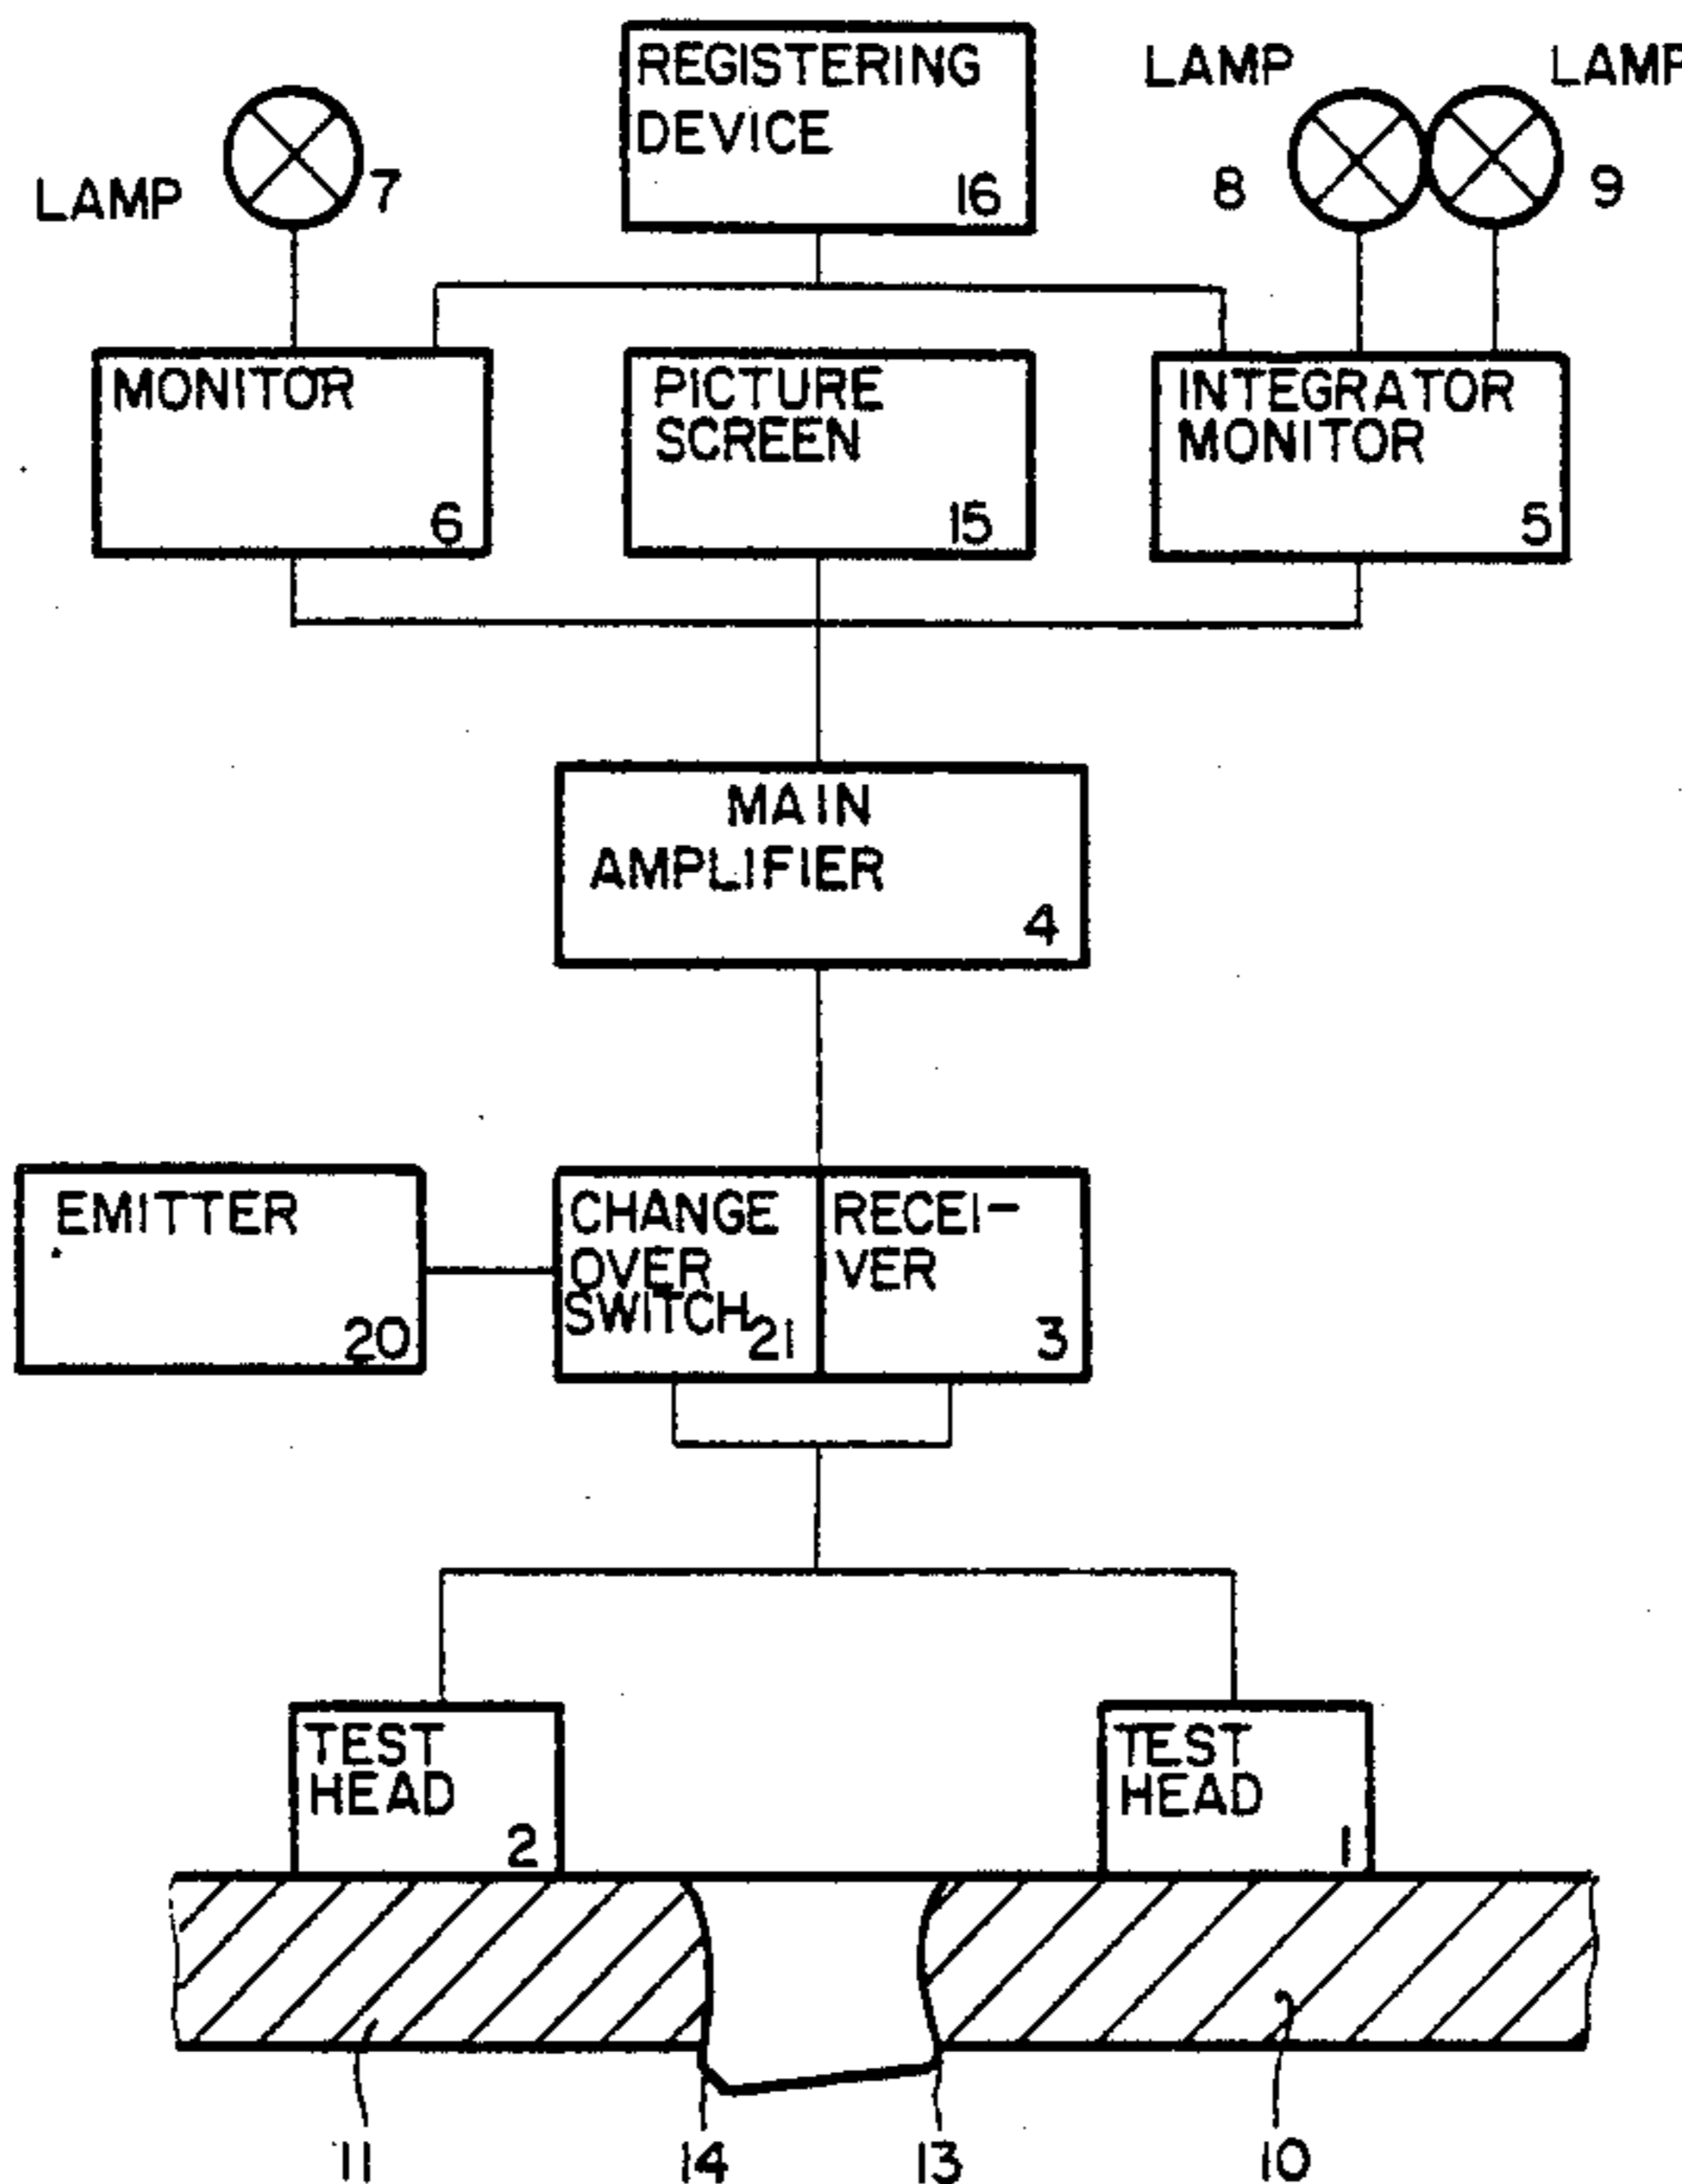 REGISTERING
DEVICE
16
LAMP
LAMP
LAMP
7
8
9
MONITOR
6
PICTURE
SCREEN
15
INTEGRATOR
MONITOR
5
MAIN
AMPLIFIER
4
EMITTER
20
CHANGE
OVER
SWITCH
21
RECEI-
VER
3
TEST
HEAD
2
TEST
HEAD
1
11
14
13
10